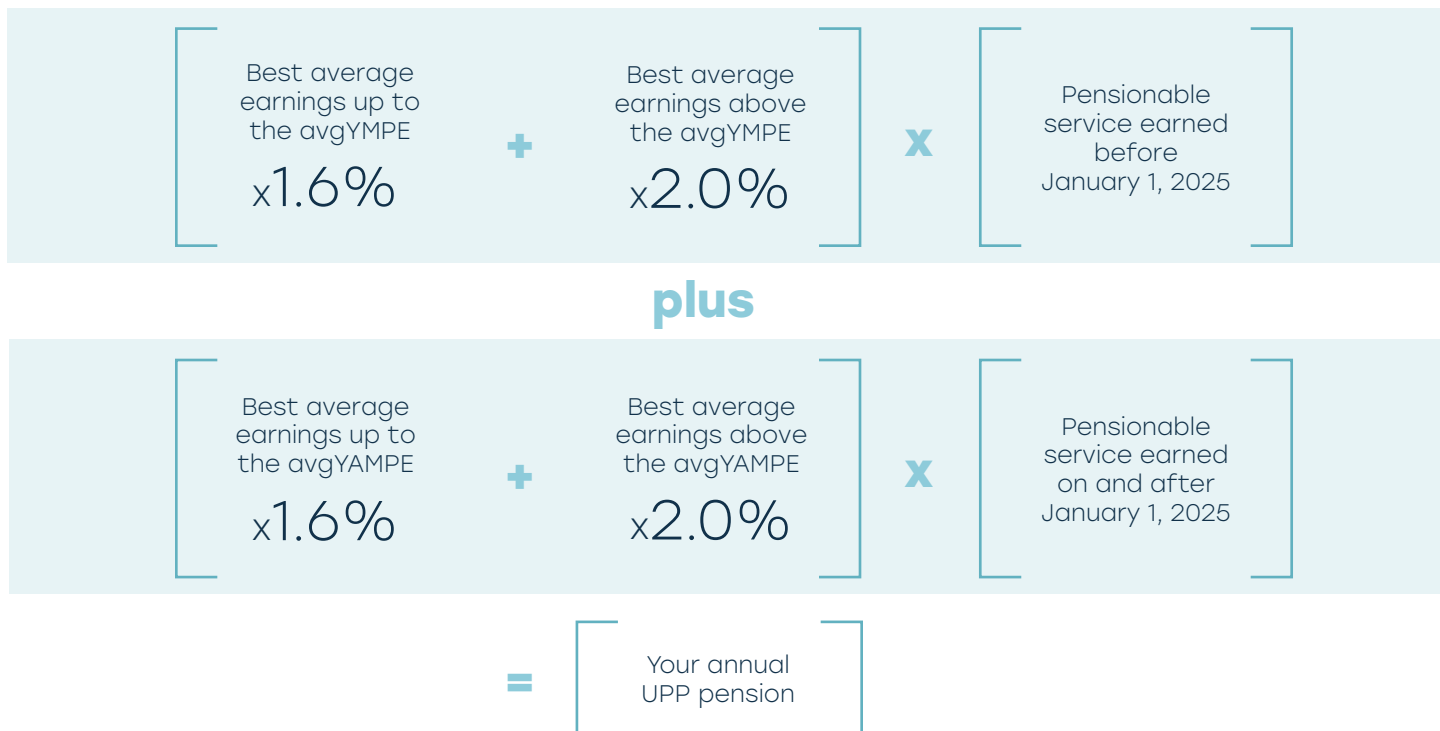 Best average
earnings up to
the avgYMPE
x1.6%
+
Best average
earnings above
the avgYMPE
x2.0%
x
Pensionable
service earned
before
January 1, 2025
plus
Best average
earnings up to
the avgYAMPE
x1.6%
+
Best average
earnings above
the avgYAMPE
x2.0%
x
Pensionable
service earned
on and after
January 1, 2025
=
Your annual
UPP pension